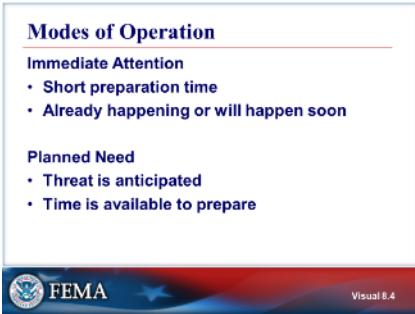 Modes of Operation
Immediate Attention
• Short preparation time
• Already happening or will happen soon
Planned Need
• Threat is anticipated
• Time is available to prepare
FEMA
Visual 8.4